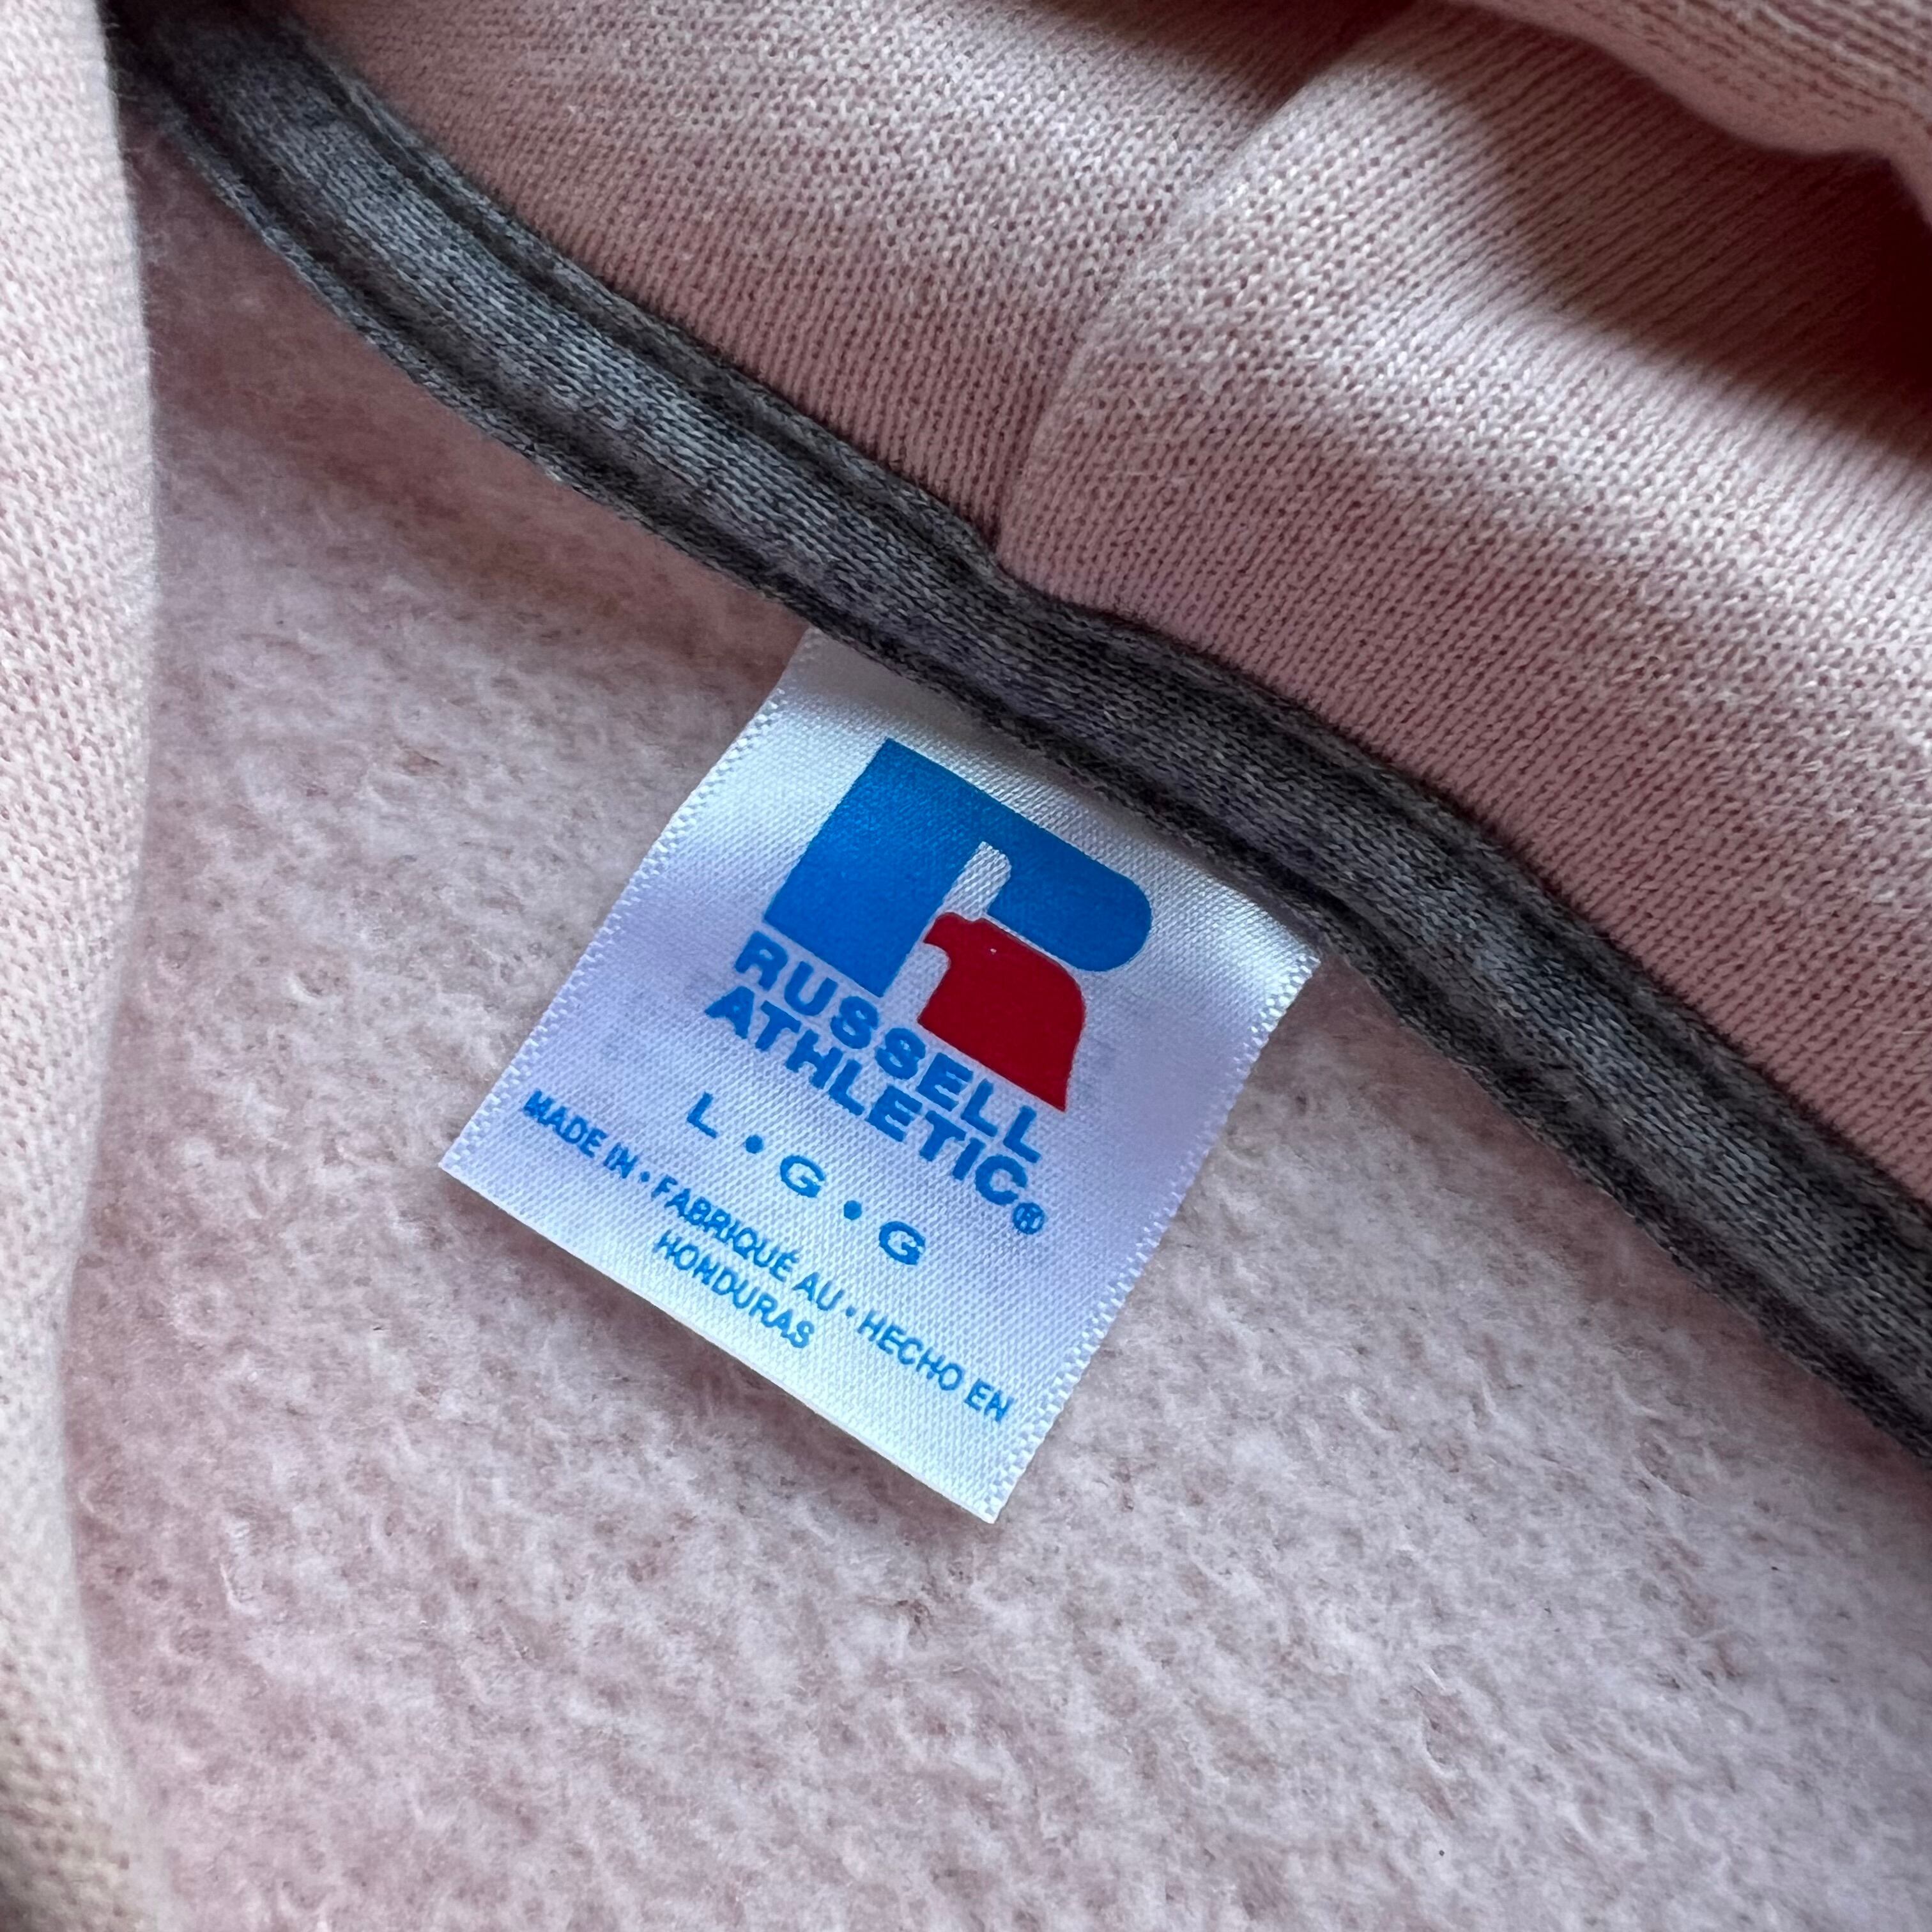 RUSSELL
ATHLETIC®
L • G • G
MADE IN • FABRIQUÉ AU • HECHO EN
HONDURAS